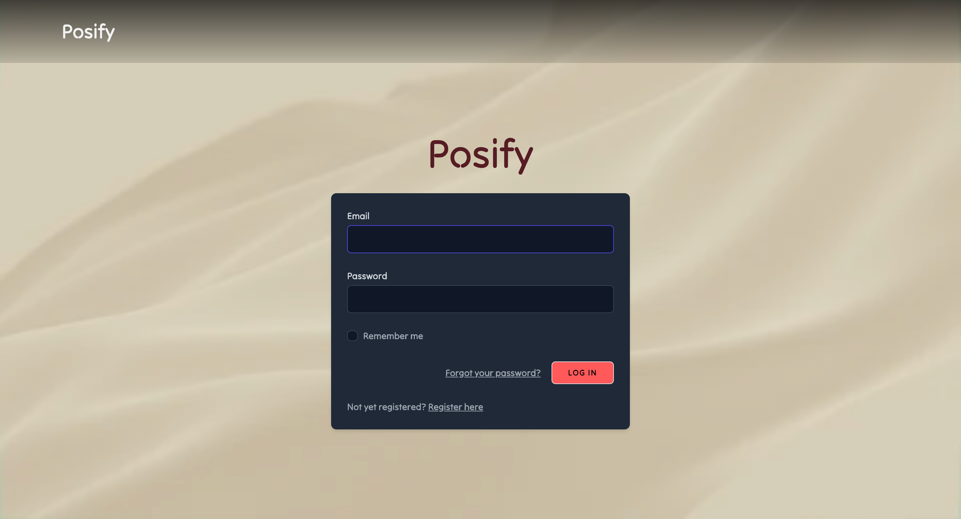 Posify
Posify
Email
Password
Remember me
Forgot your password? LOG IN
Not yet registered? Register here